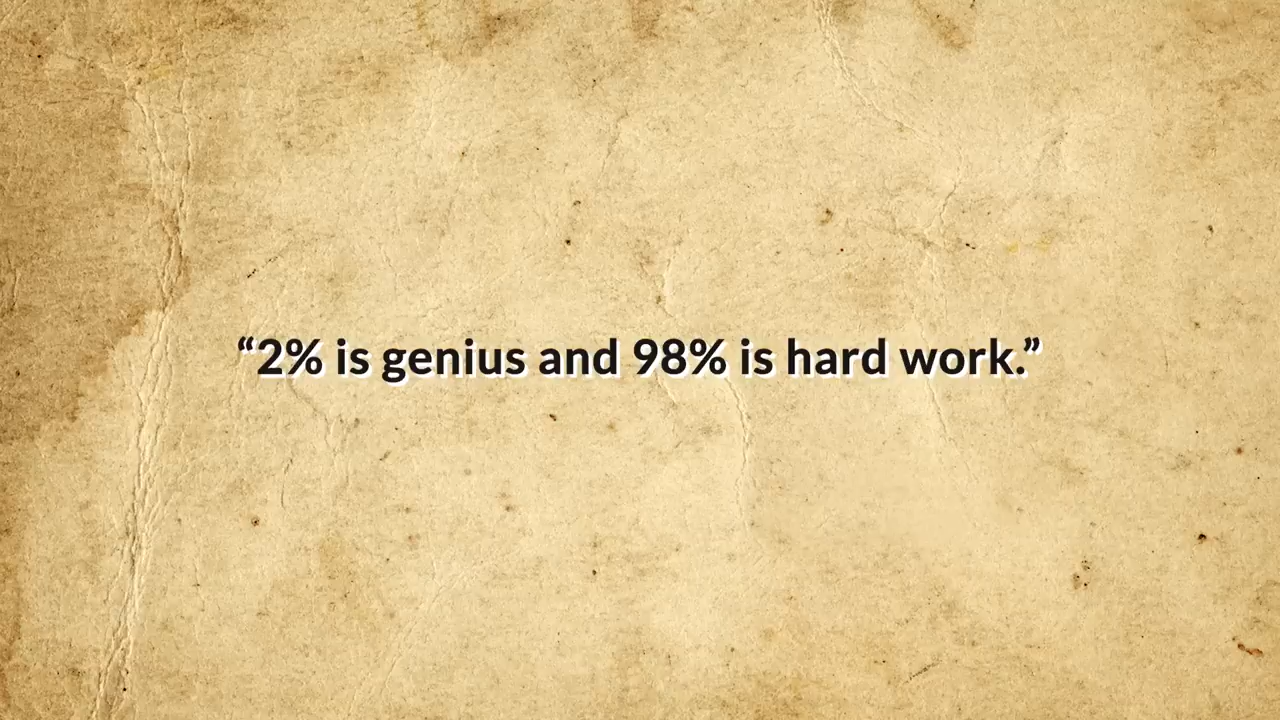 “2% is genius and 98% is hard work.”